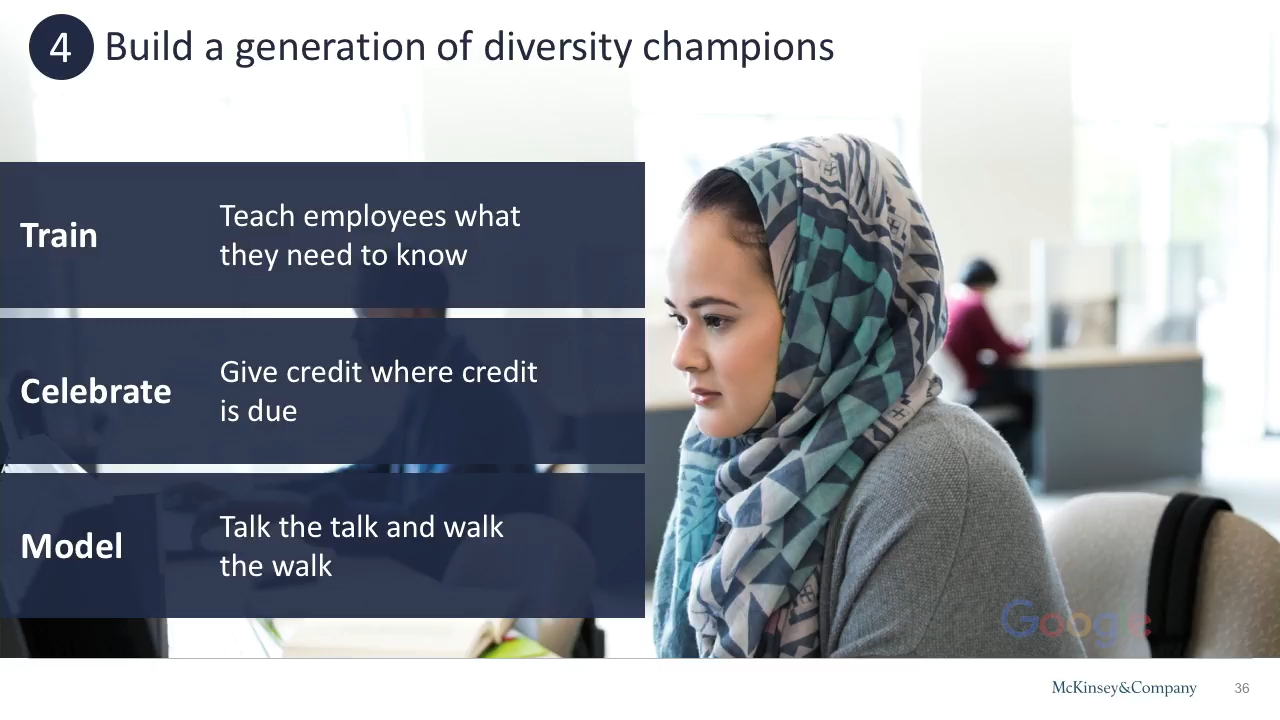 4 Build a generation of diversity champions
Train
Teach employees what
they need to know
Celebrate
Give credit where credit
is due
Model
Talk the talk and walk
the walk
Google
McKinsey&Company
36